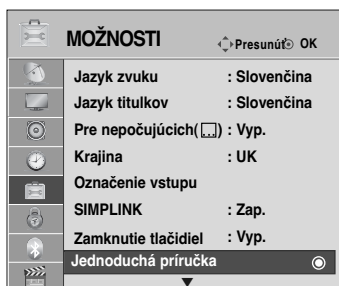 MOŽNOSTI Presunúť OK
Jazyk zvuku : Slovenčina
Jazyk titulkov : Slovenčina
Pre nepočujúcich( ) : Vyp.
Krajina : UK
Označenie vstupu
SIMPLINK : Zap.
Zamknutie tlačidiel : Vyp.
Jednoduchá príručka